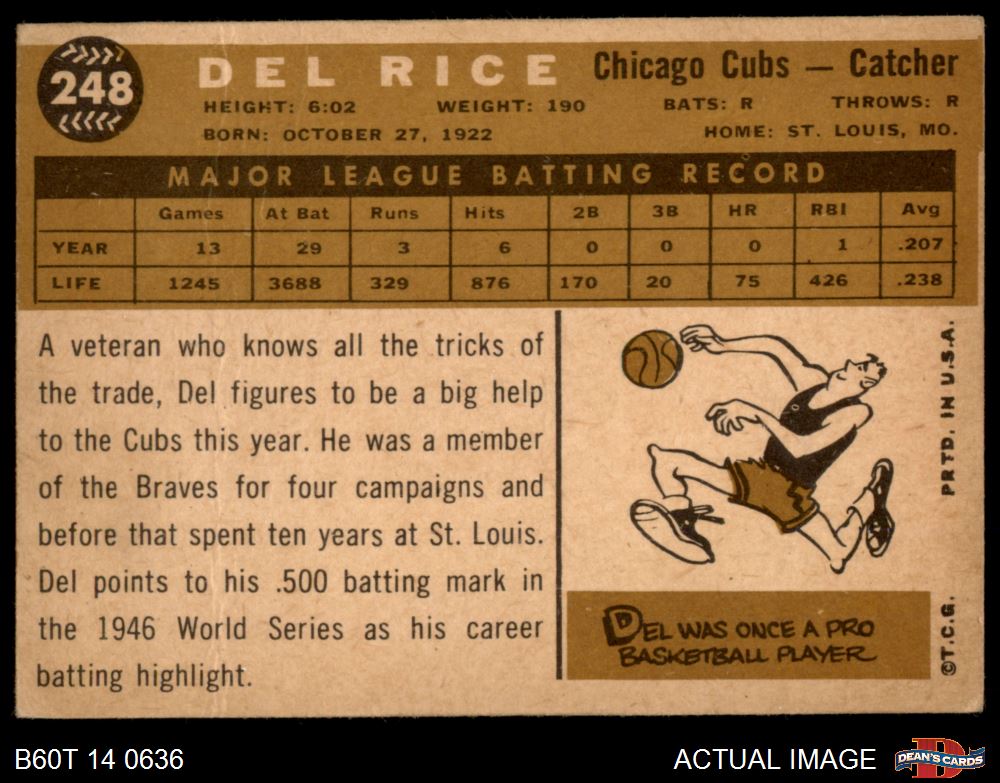 248
DEL RICE Chicago Cubs — Catcher
HEIGHT: 6:02 WEIGHT: 190 BATS: R THROWS: R
BORN: OCTOBER 27, 1922 HOME: ST. LOUIS, MO.
MAJOR LEAGUE BATTING RECORD
Games At Bat Runs Hits 2B 3B HR RBI Avg
YEAR 13 29 3 6 0 0 0 1 .207
LIFE 1245 3688 329 876 170 20 75 426 .238
A veteran who knows all the tricks of
the trade, Del figures to be a big help
to the Cubs this year. He was a member
of the Braves for four campaigns and
before that spent ten years at St. Louis.
Del points to his .500 batting mark in
the 1946 World Series as his career
batting highlight.
DEL WAS ONCE A PRO
BASKETBALL PLAYER
©T.C.G. PRTD. IN U.S.A.
B60T 14 0636 ACTUAL IMAGE
D
DEAN'S CARDS